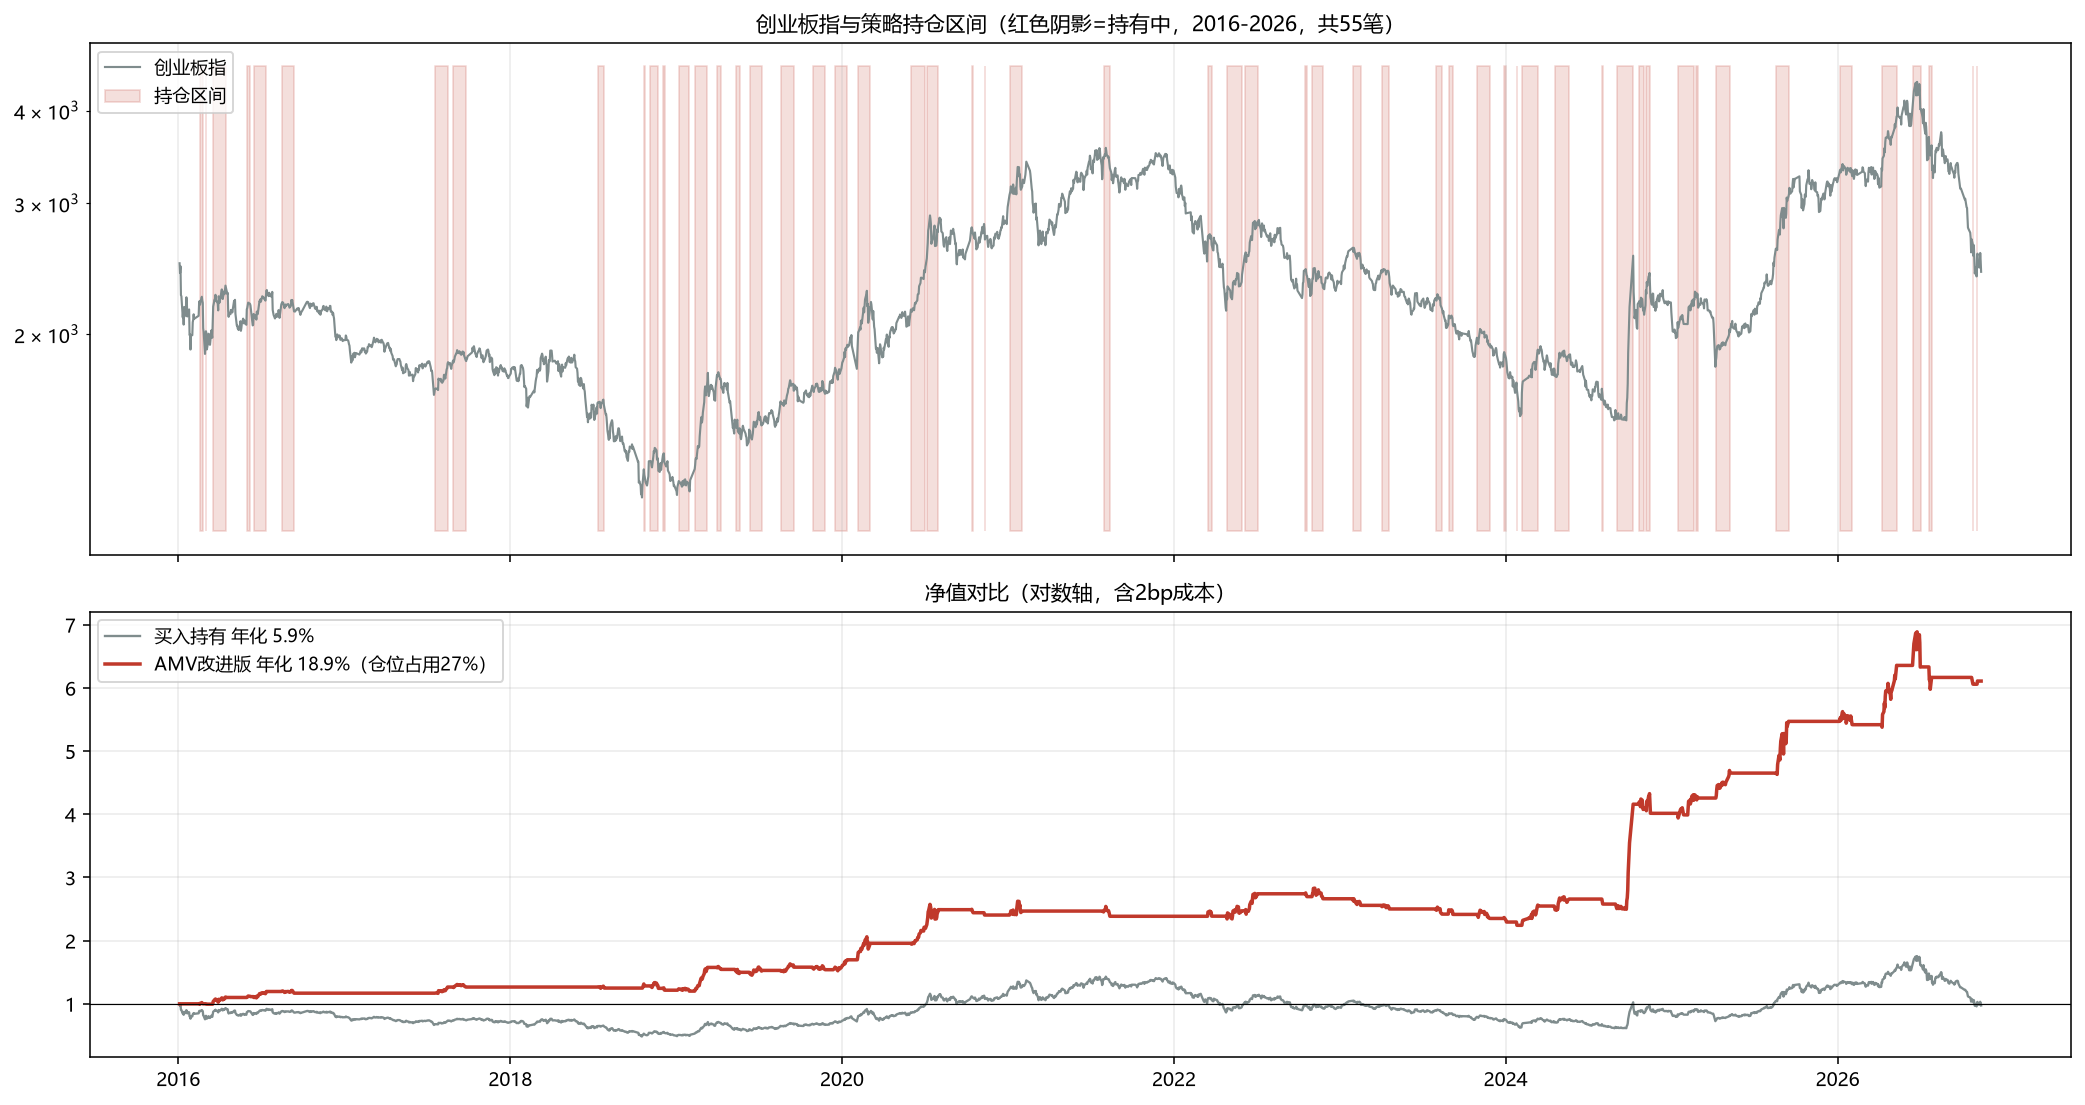 创业板指与策略持仓区间（红色阴影=持有中，2016-2026，共55笔）
创业板指
持仓区间
4 × 10³
3 × 10³
2 × 10³
净值对比（对数轴，含2bp成本）
买入持有 年化 5.9%
AMV改进版 年化 18.9%（仓位占用27%）
7
6
5
4
3
2
1
2016 2018 2020 2022 2024 2026